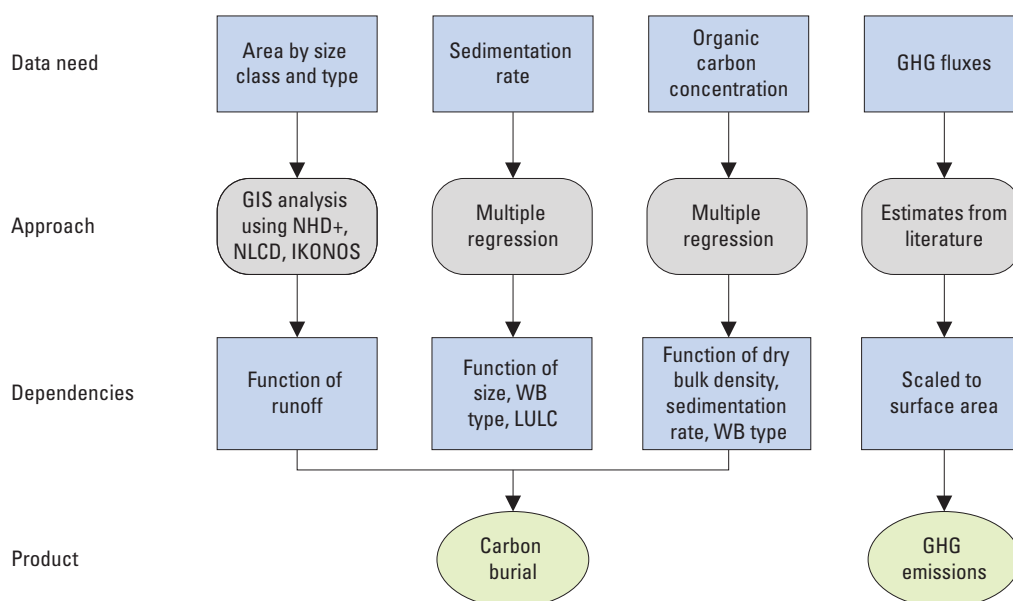 Data need
Area by size
class and type
Sedimentation
rate
Organic
carbon
concentration
GHG fluxes
Approach
GIS analysis
using NHD+,
NLCD, IKONOS
Multiple
regression
Multiple
regression
Estimates from
literature
Dependencies
Function of
runoff
Function of
size, WB
type, LULC
Function of dry
bulk density,
sedimentation
rate, WB type
Scaled to
surface area
Product
Carbon
burial
GHG
emissions